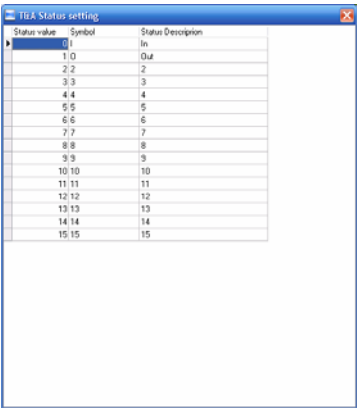 T&A Status setting
Status value Symbol Status Descriprion
0 I In
1 O Out
2 2 2
3 3 3
4 4 4
5 5 5
6 6 6
7 7 7
8 8 8
9 9 9
10 10 10
11 11 11
12 12 12
13 13 13
14 14 14
15 15 15